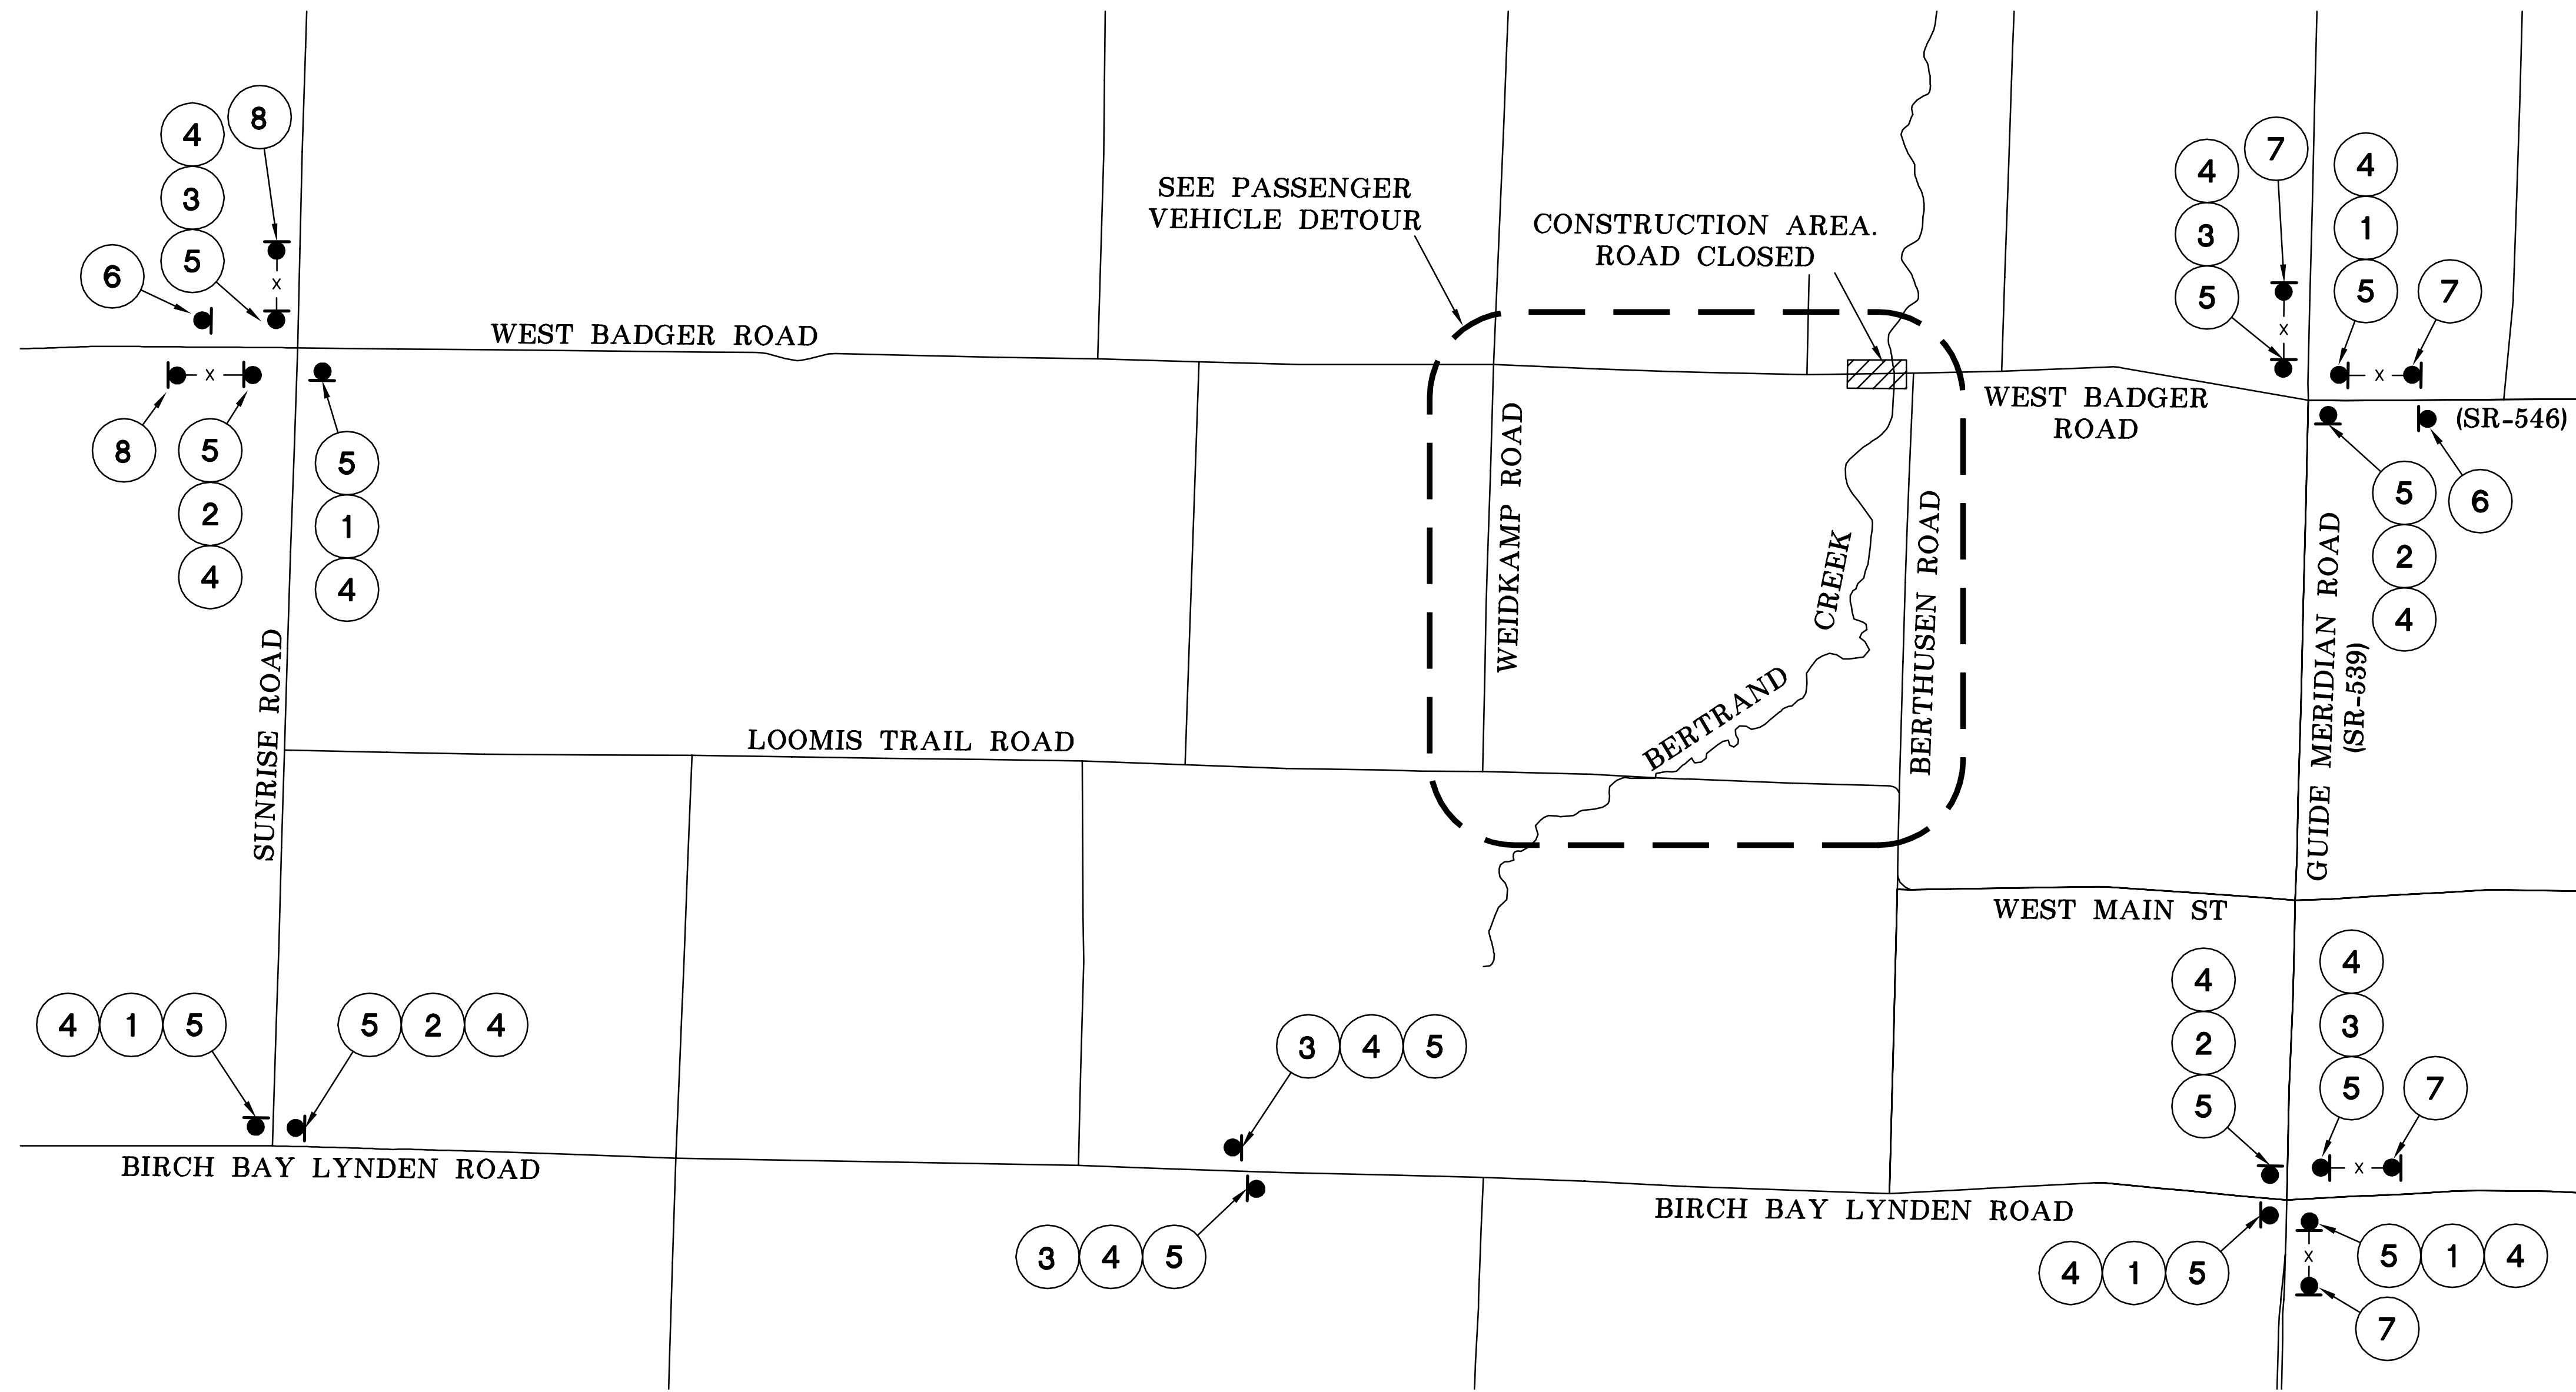 8
4
3
5
6
x
WEST BADGER ROAD
x
8
5
2
4
5
1
4
SEE PASSENGER
VEHICLE DETOUR
CONSTRUCTION AREA.
ROAD CLOSED
7
4
3
5
x
4
1
5
7
x
WEST BADGER
ROAD
(SR-546)
5
2
4
6
WEIDKAMP ROAD
BERTRAND CREEK
BERTHUSEN ROAD
GUIDE MERIDIAN ROAD
(SR-539)
SUNRISE ROAD
LOOMIS TRAIL ROAD
WEST MAIN ST
4 1 5
5 2 4
3 4 5
4
2
5
4
3
5
7
x
BIRCH BAY LYNDEN ROAD
3 4 5
BIRCH BAY LYNDEN ROAD
4 1 5
x
5 1 4
7